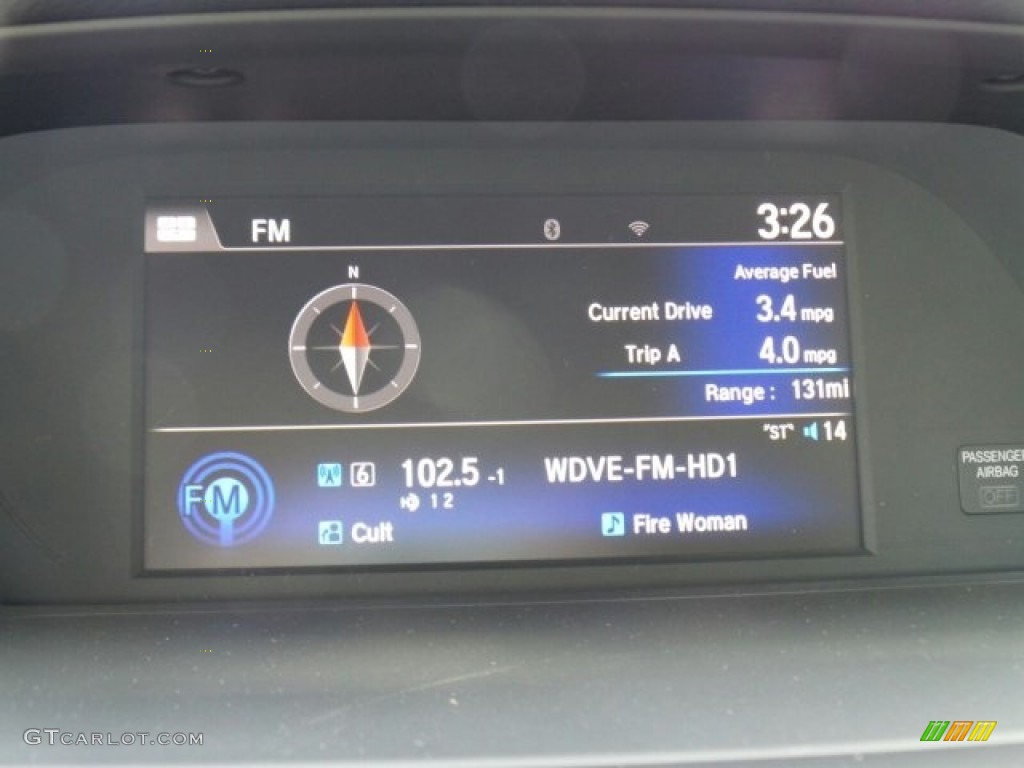 FM 3:26
N
Average Fuel
Current Drive 3.4 mpg
Trip A 4.0 mpg
Range : 131mi
"ST" 14
FM 6 102.5 -1 WDVE-FM-HD1
1 2
Cult Fire Woman
PASSENGER
AIRBAG
OFF
GTCARLOT.COM